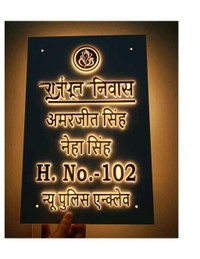 राजपूत निवास
अमरजीत सिंह
नेहा सिंह
H. No.-102
न्यू पुलिस एन्क्लेव